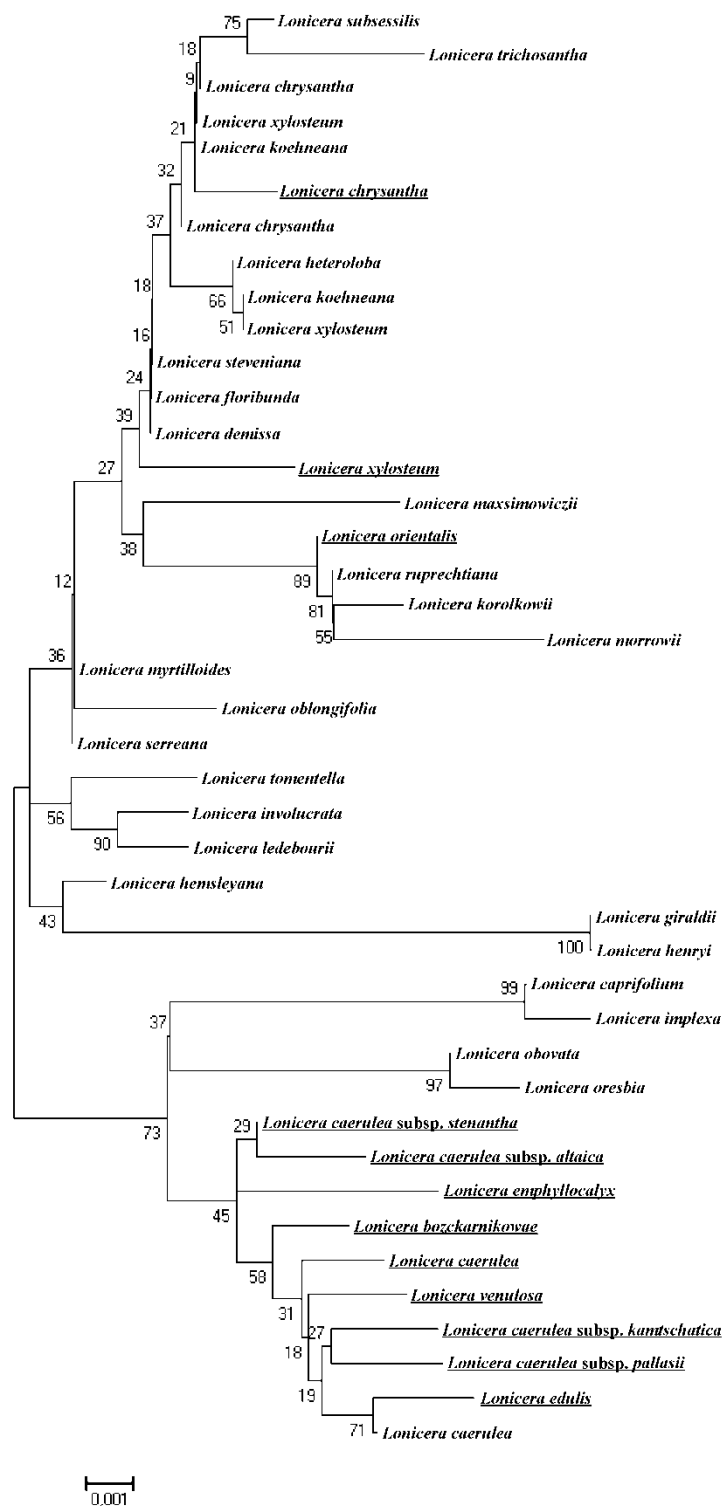 75
Lonicera subsessilis
18
Lonicera trichosantha
9
Lonicera chrysantha
Lonicera xylosteum
21
Lonicera koehneana
32
Lonicera chrysantha
37
Lonicera chrysantha
Lonicera heteroloba
18
66
Lonicera koehneana
51
Lonicera xylosteum
16
Lonicera steveniana
24
Lonicera floribunda
39
Lonicera demissa
27
Lonicera xylosteum
Lonicera maxsimowiczii
38
Lonicera orientalis
12
89
Lonicera ruprechtiana
81
Lonicera korolkowii
55
Lonicera morrowii
36
Lonicera myrtilloides
Lonicera oblongifolia
Lonicera serreana
Lonicera tomentella
56
Lonicera involucrata
90
Lonicera ledebourii
Lonicera hemsleyana
43
Lonicera giraldii
100
Lonicera henryi
99
Lonicera caprifolium
37
Lonicera implexa
Lonicera obovata
97
Lonicera oresbia
73
29
Lonicera caerulea subsp. stenantha
Lonicera caerulea subsp. altaica
45
Lonicera emphyllocalyx
Lonicera bozckarnikowae
58
Lonicera caerulea
31
Lonicera venulosa
18
27
Lonicera caerulea subsp. kamtschatica
Lonicera caerulea subsp. pallasii
19
Lonicera edulis
71
Lonicera caerulea
0,001